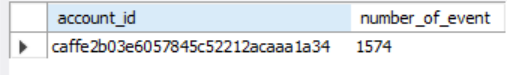 account_id number_of_event
caffe2b03e6057845c52212acaaa1a34 1574